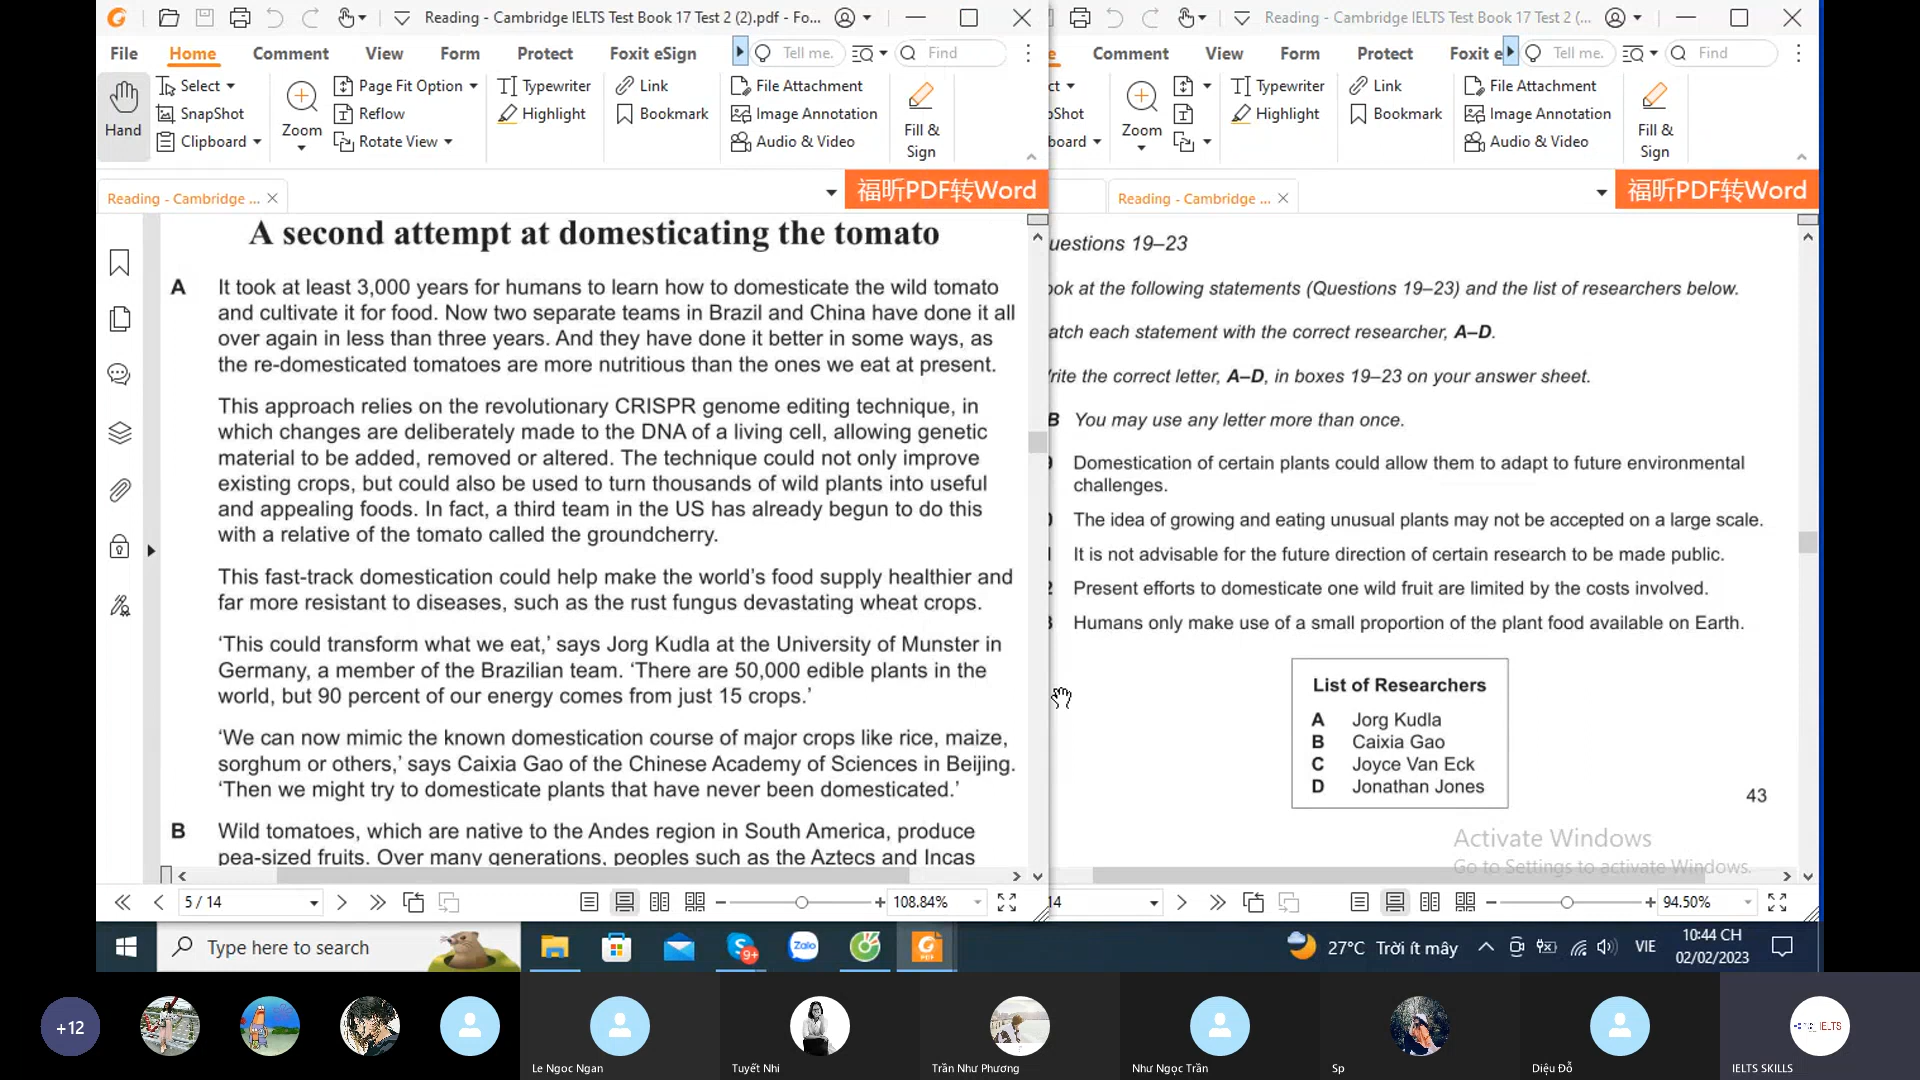 Reading - Cambridge IELTS Test Book 17 Test 2 (2).pdf - Fo...
File Home Comment View Form Protect Foxit eSign Tell me. Find
Hand
Select
SnapShot
Clipboard
Zoom
Page Fit Option
Reflow
Rotate View
Typewriter
Highlight
Link
Bookmark
File Attachment
Image Annotation
Audio & Video
Fill &
Sign
Reading - Cambridge ...
福昕PDF转Word
A second attempt at domesticating the tomato
A It took at least 3,000 years for humans to learn how to domesticate the wild tomato
and cultivate it for food. Now two separate teams in Brazil and China have done it all
over again in less than three years. And they have done it better in some ways, as
the re-domesticated tomatoes are more nutritious than the ones we eat at present.
This approach relies on the revolutionary CRISPR genome editing technique, in
which changes are deliberately made to the DNA of a living cell, allowing genetic
material to be added, removed or altered. The technique could not only improve
existing crops, but could also be used to turn thousands of wild plants into useful
and appealing foods. In fact, a third team in the US has already begun to do this
with a relative of the tomato called the groundcherry.
This fast-track domestication could help make the world's food supply healthier and
far more resistant to diseases, such as the rust fungus devastating wheat crops.
‘This could transform what we eat,’ says Jorg Kudla at the University of Munster in
Germany, a member of the Brazilian team. ‘There are 50,000 edible plants in the
world, but 90 percent of our energy comes from just 15 crops.’
‘We can now mimic the known domestication course of major crops like rice, maize,
sorghum or others,’ says Caixia Gao of the Chinese Academy of Sciences in Beijing.
‘Then we might try to domesticate plants that have never been domesticated.’
B Wild tomatoes, which are native to the Andes region in South America, produce
pea-sized fruits. Over many generations, peoples such as the Aztecs and Incas
5 / 14
108.84%
Reading - Cambridge IELTS Test Book 17 Test 2 (...
e Comment View Form Protect Foxit e Tell me. Find
ct
oShot
oard
Zoom
Typewriter
Highlight
Link
Bookmark
File Attachment
Image Annotation
Audio & Video
Fill &
Sign
Reading - Cambridge ...
福昕PDF转Word
uestions 19–23
ook at the following statements (Questions 19–23) and the list of researchers below.
atch each statement with the correct researcher, A–D.
rite the correct letter, A–D, in boxes 19–23 on your answer sheet.
B You may use any letter more than once.
9 Domestication of certain plants could allow them to adapt to future environmental
challenges.
0 The idea of growing and eating unusual plants may not be accepted on a large scale.
1 It is not advisable for the future direction of certain research to be made public.
2 Present efforts to domesticate one wild fruit are limited by the costs involved.
3 Humans only make use of a small proportion of the plant food available on Earth.
List of Researchers
A Jorg Kudla
B Caixia Gao
C Joyce Van Eck
D Jonathan Jones
43
Activate Windows
Go to Settings to activate Windows.
14
94.50%
Type here to search
9+
Zalo
PDF
27°C Trời ít mây
VIE
10:44 CH
02/02/2023
+12
Le Ngoc Ngan
Tuyết Nhi
Trần Như Phương
Như Ngọc Trần
Sp
Diệu Đỗ
IELTS SKILLS